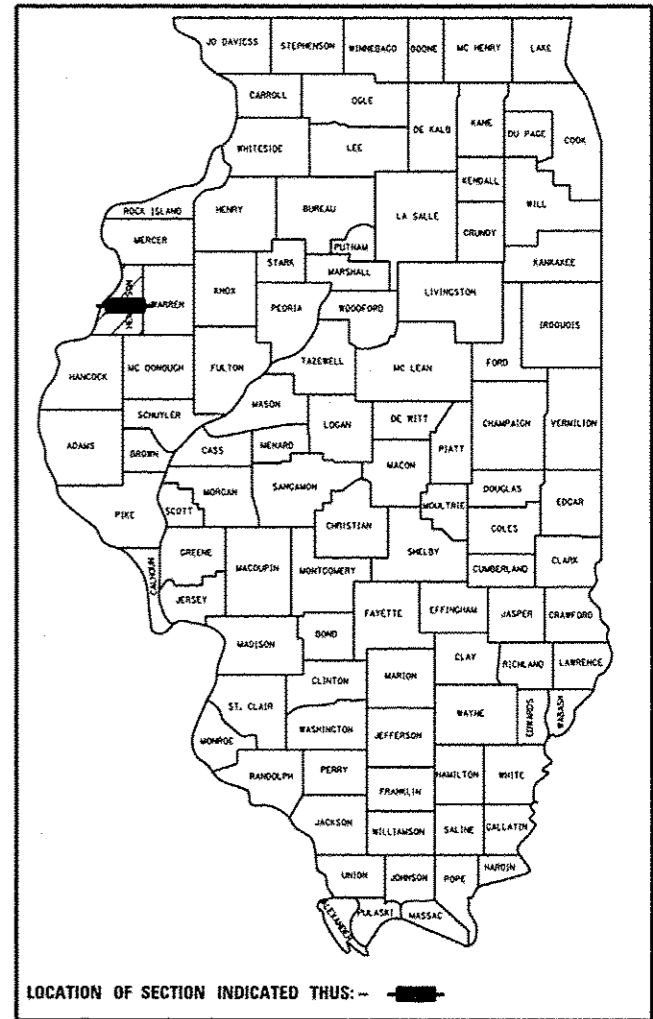 JO DAVIESS STEPHENSON WINNEBAGO BOONE MC HENRY LAKE
CARROLL OGLE DE KALB KANE DU PAGE COOK
WHITESIDE LEE
KENDALL WILL
ROCK ISLAND HENRY BUREAU LA SALLE GRUNDY
MERCER PUTNAM KANKAKEE
STARK MARSHALL
KNOX LIVINGSTON
WARREN PEORIA WOODFORD IROQUOIS
HANCOCK MC DONOUGH FULTON TAZEWELL MC LEAN FORD
MASON
SCHUYLER LOGAN DE WITT CHAMPAIGN VERMILION
ADAMS BROWN CASS MENARD PIATT
MACON
MORGAN SANGAMON DOUGLAS
PIKE SCOTT MOULTRIE EDGAR
CHRISTIAN COLES
GREENE SHELBY
CALHOUN MACOUPIN MONTGOMERY CUMBERLAND CLARK
JERSEY
FAYETTE EFFINGHAM JASPER CRAWFORD
BOND
MADISON CLAY RICHLAND LAWRENCE
CLINTON MARION
ST. CLAIR WAYNE EDWARDS WABASH
WASHINGTON JEFFERSON
MONROE
RANDOLPH PERRY HAMILTON WHITE
FRANKLIN
JACKSON WILLIAMSON SALINE GALLATIN
UNION JOHNSON POPE HARDIN
ALEXANDER PULASKI MASSAC
LOCATION OF SECTION INDICATED THUS: -